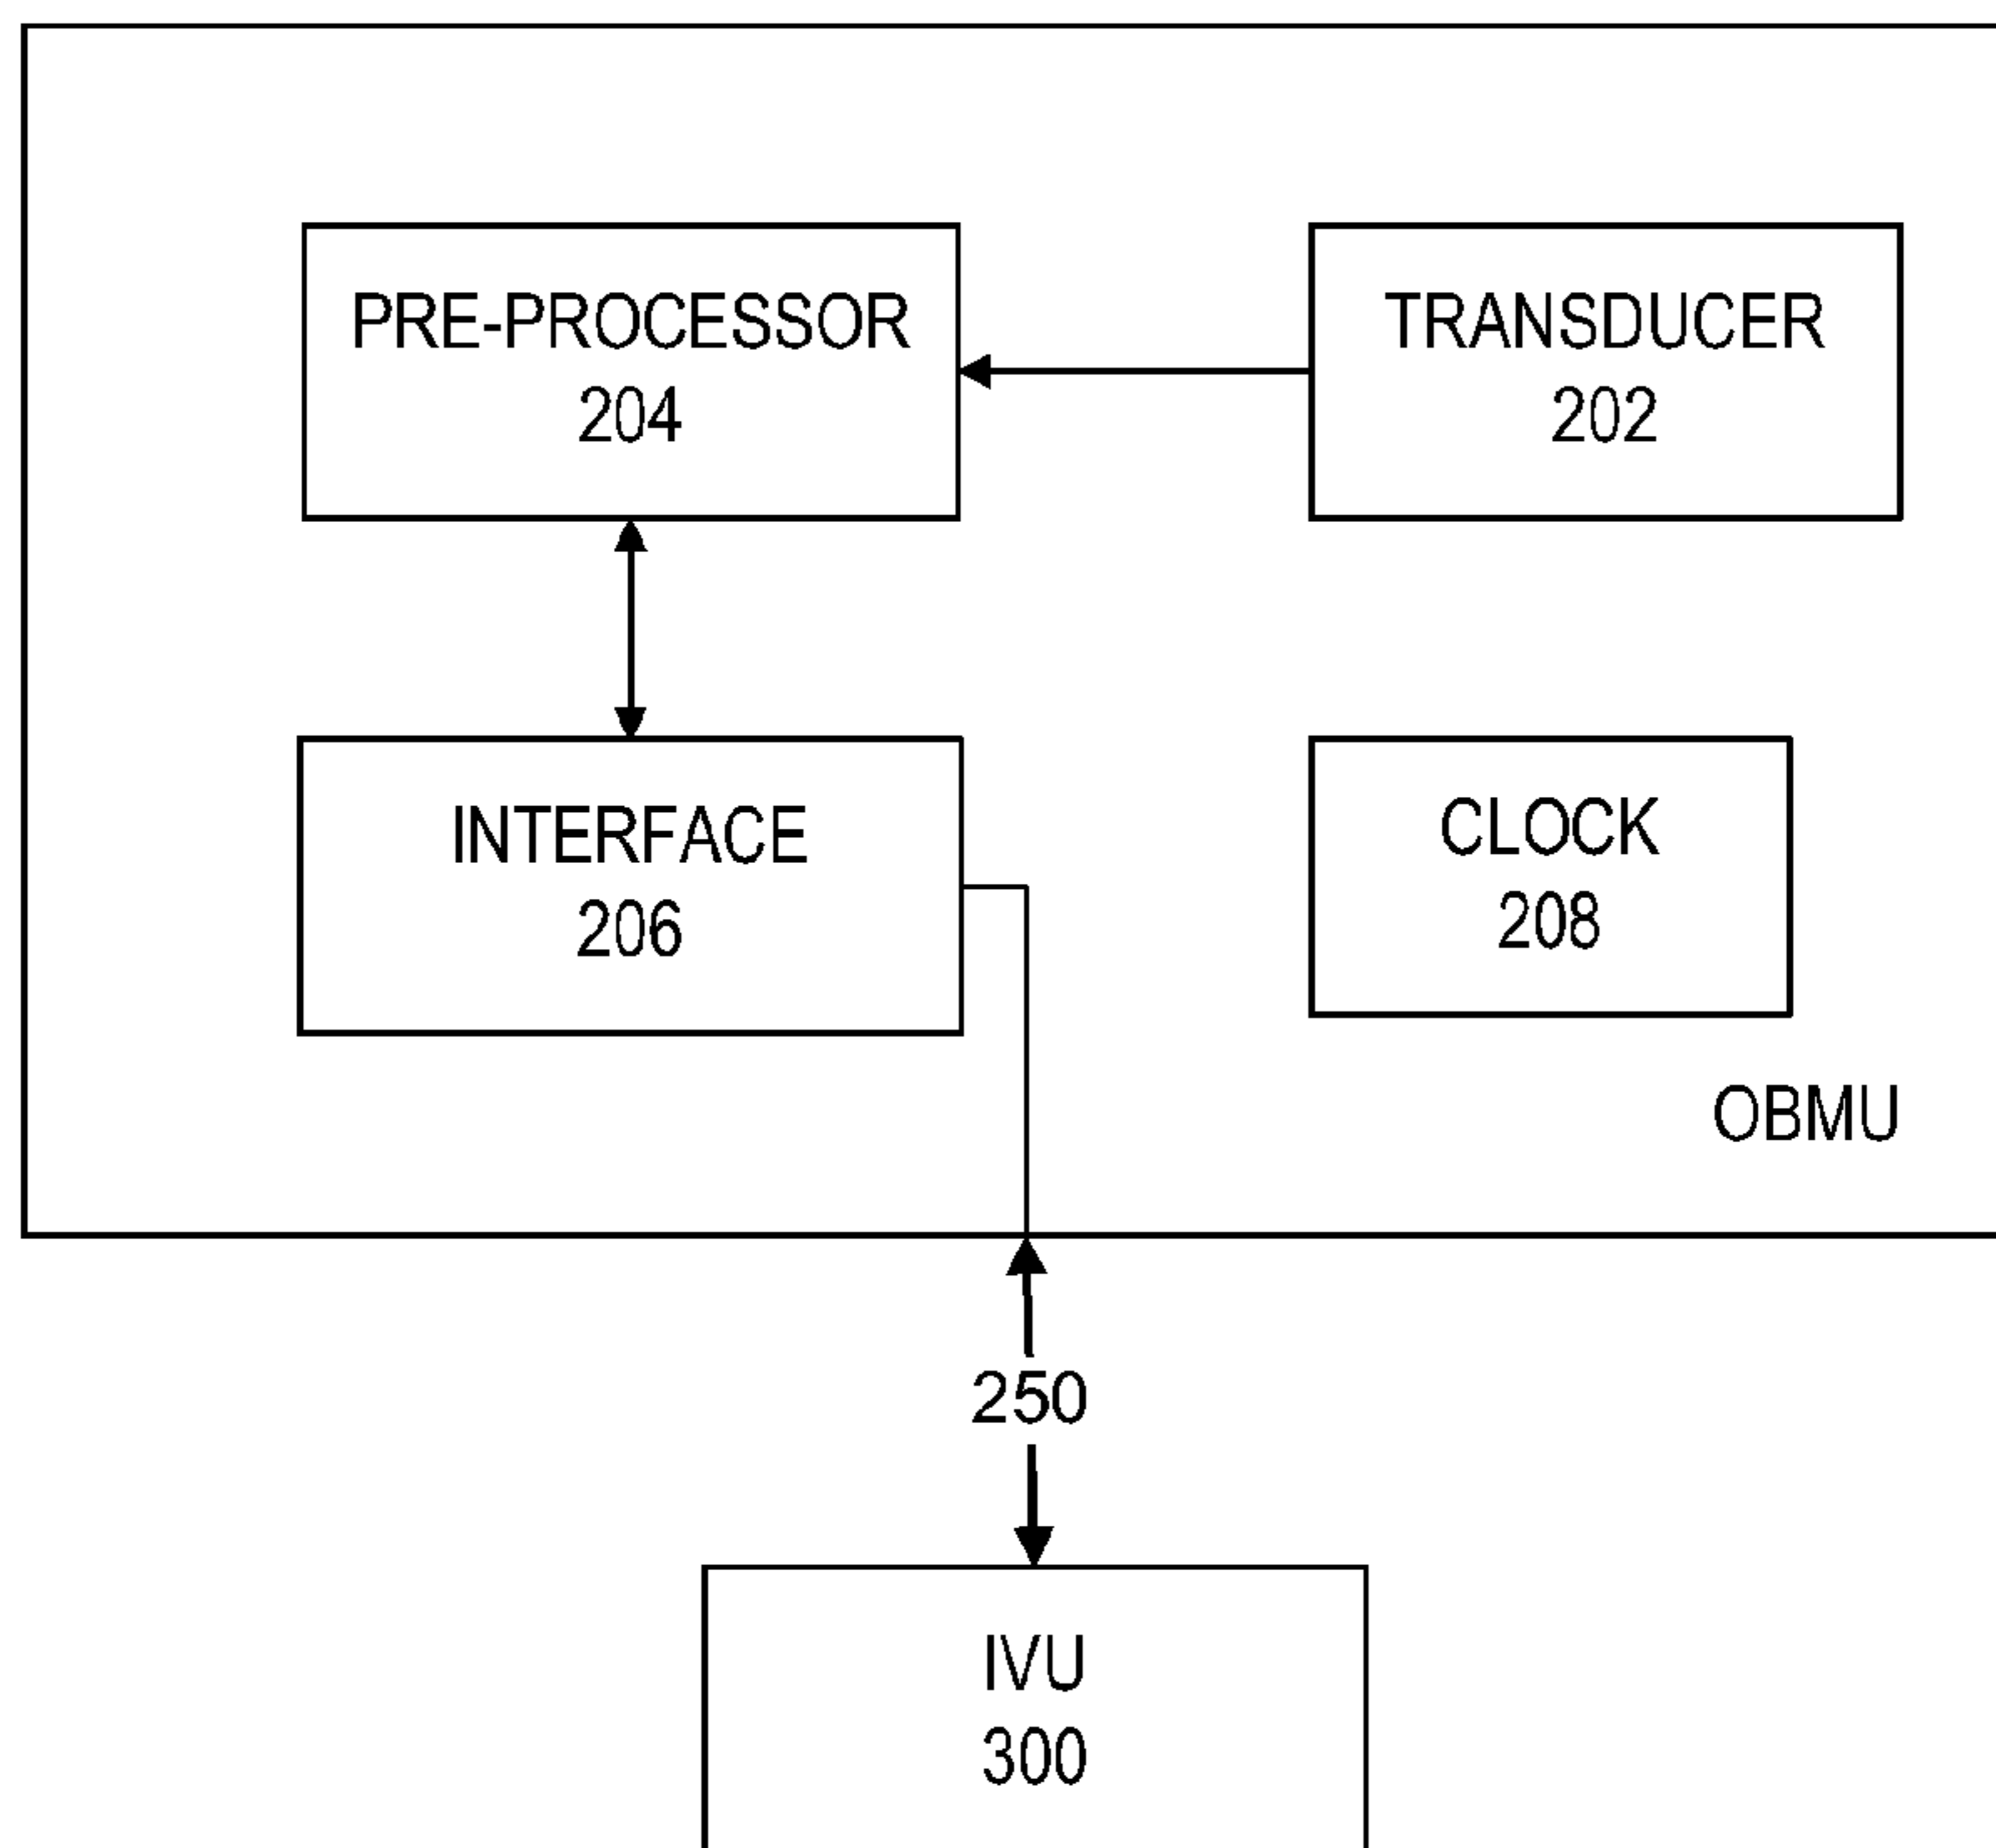 PRE-PROCESSOR
204
TRANSDUCER
202
INTERFACE
206
CLOCK
208
OBMU
250
IVU
300